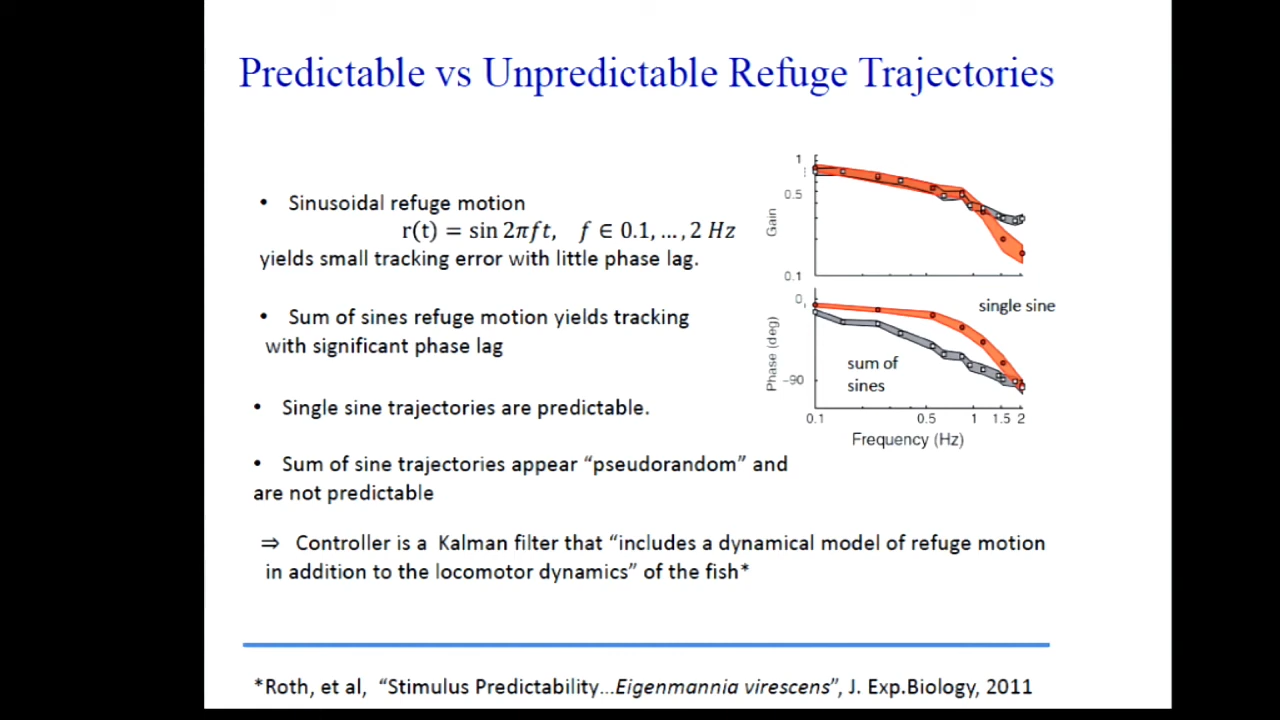 Predictable vs Unpredictable Refuge Trajectories
• Sinusoidal refuge motion
r(t) = sin 2πft, f ∈ 0.1, ..., 2 Hz
yields small tracking error with little phase lag.
• Sum of sines refuge motion yields tracking
with significant phase lag
• Single sine trajectories are predictable.
• Sum of sine trajectories appear “pseudorandom” and
are not predictable
⇒ Controller is a Kalman filter that “includes a dynamical model of refuge motion
in addition to the locomotor dynamics” of the fish*
1
0.5
Gain
0.1
0
single sine
Phase (deg)
sum of
sines
-90
0.1 0.5 1 1.5 2
Frequency (Hz)
*Roth, et al, “Stimulus Predictability...Eigenmannia virescens”, J. Exp.Biology, 2011